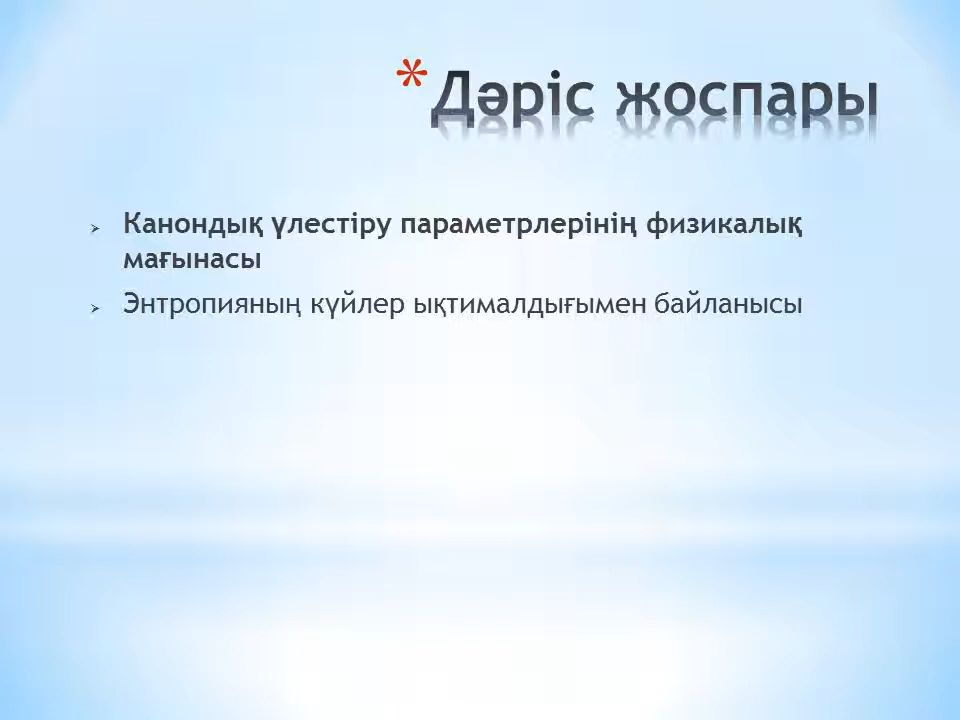 * Дәріс жоспары
➢ Канондық үлестіру параметрлерінің физикалық
мағынасы
➢ Энтропияның күйлер ықтималдығымен байланысы